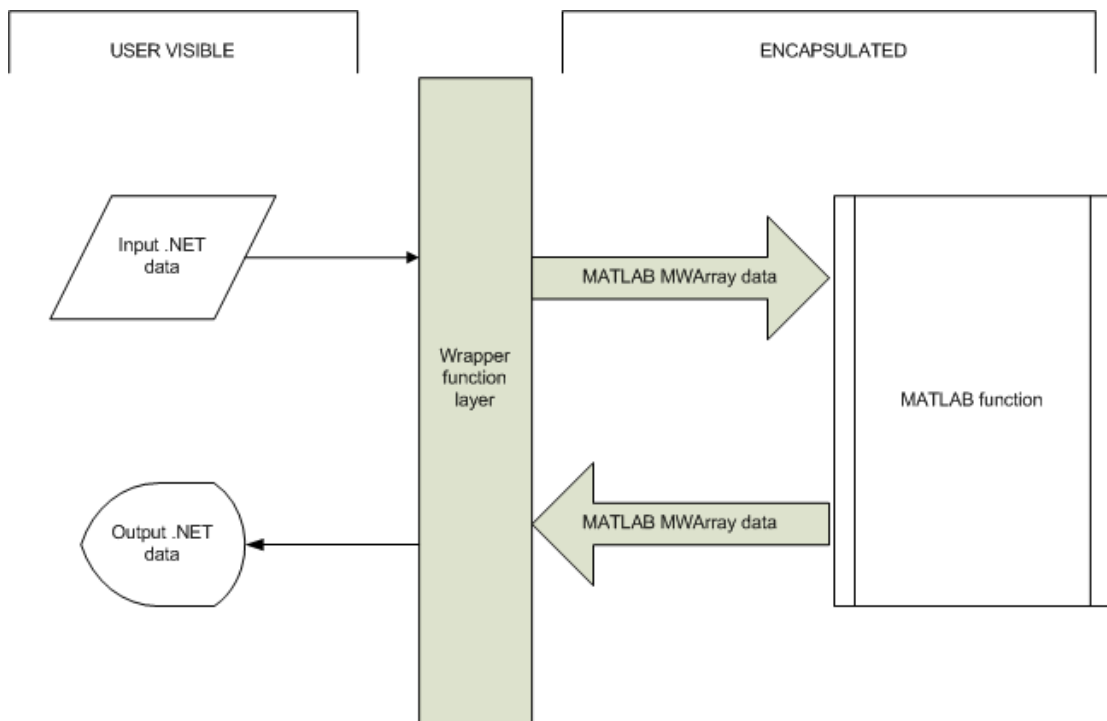 USER VISIBLE
ENCAPSULATED
Input .NET
data
MATLAB MWArray data
Wrapper
function
layer
MATLAB function
Output .NET
data
MATLAB MWArray data